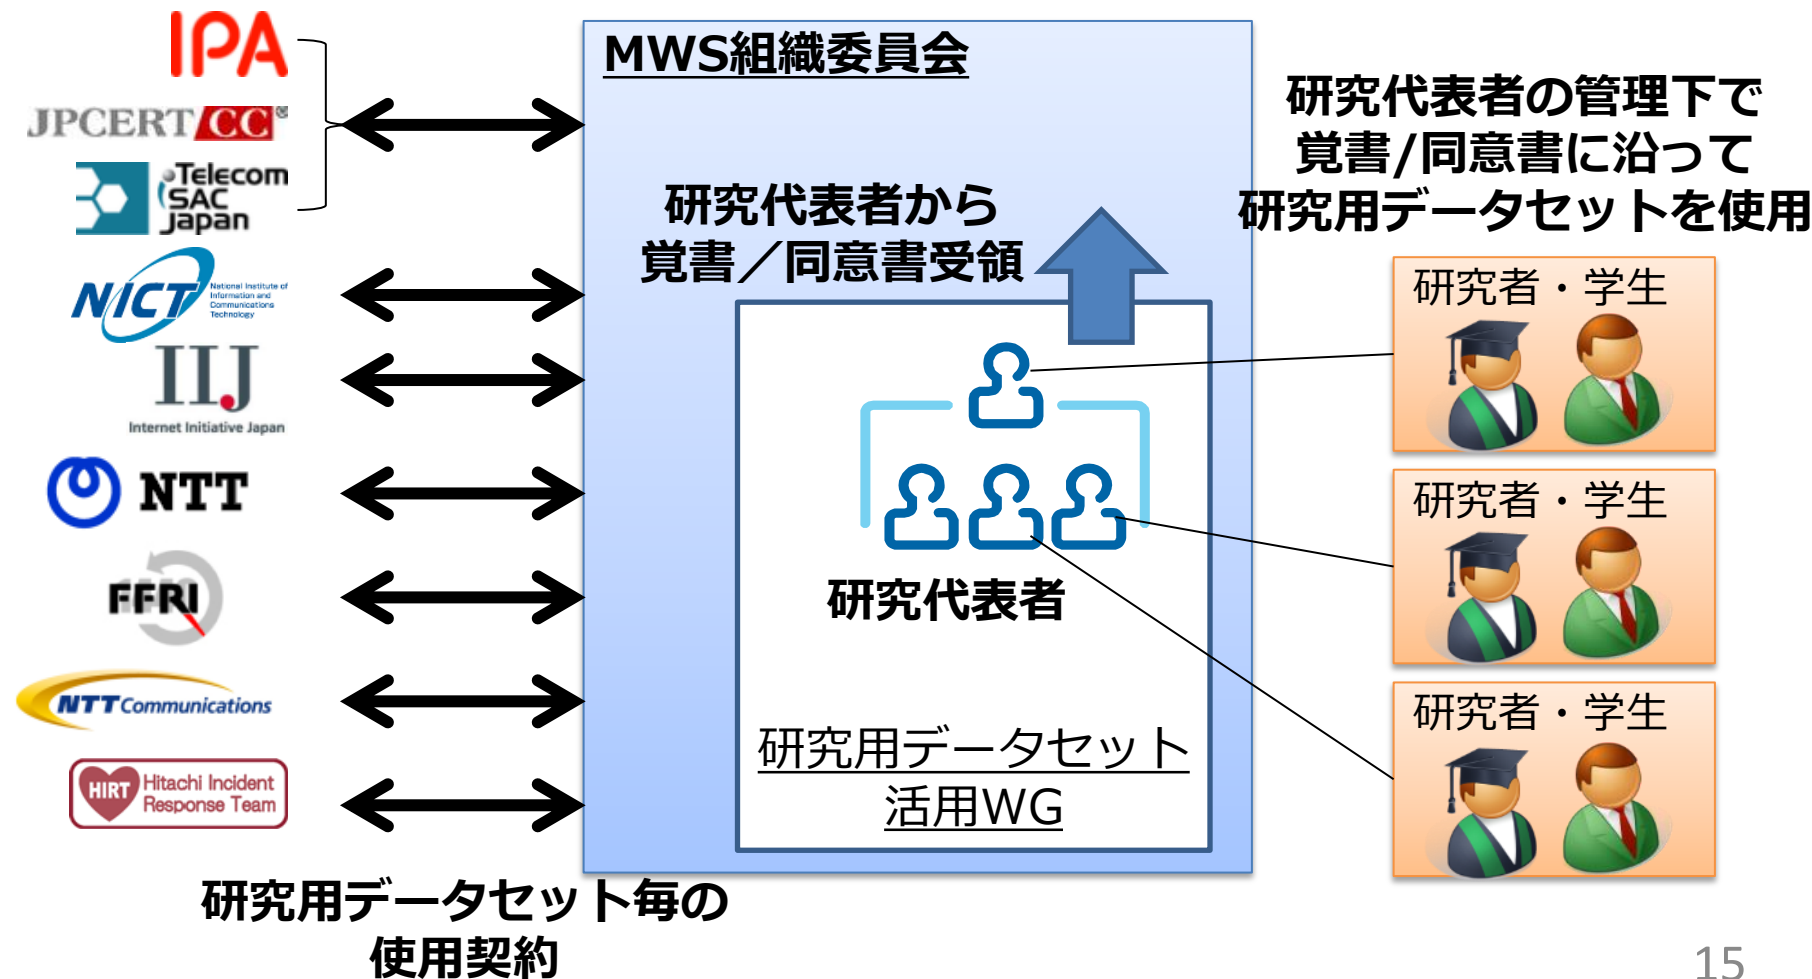 IPA
JPCERT CC®
Telecom
SAC
Japan
NICT
National Institute of
Information and
Communications
Technology
IIJ
Internet Initiative Japan
NTT
FFRI
NTT Communications
HIRT
Hitachi Incident
Response Team
研究用データセット毎の
使用契約
MWS組織委員会
研究代表者から
覚書／同意書受領
研究代表者
研究用データセット
活用WG
研究代表者の管理下で
覚書/同意書に沿って
研究用データセットを使用
研究者・学生
研究者・学生
研究者・学生
15